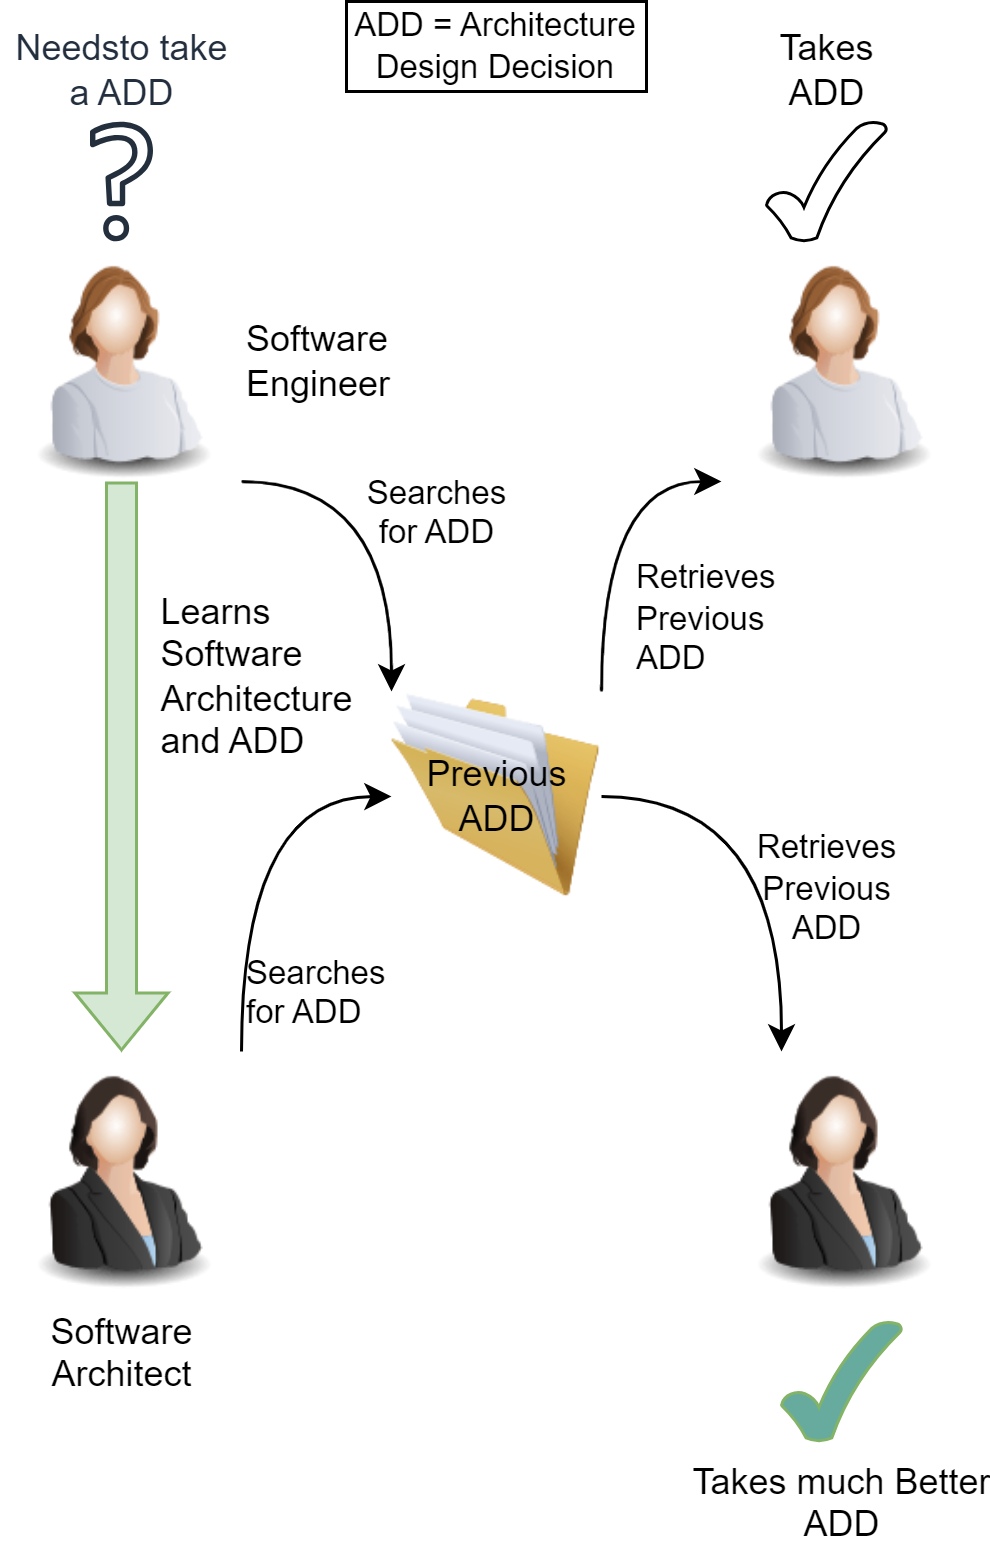 Needsto take
a ADD
ADD = Architecture
Design Decision
Takes
ADD
Software
Engineer
Searches
for ADD
Retrieves
Previous
ADD
Learns
Software
Architecture
and ADD
Previous
ADD
Retrieves
Previous
ADD
Searches
for ADD
Software
Architect
Takes much Better
ADD